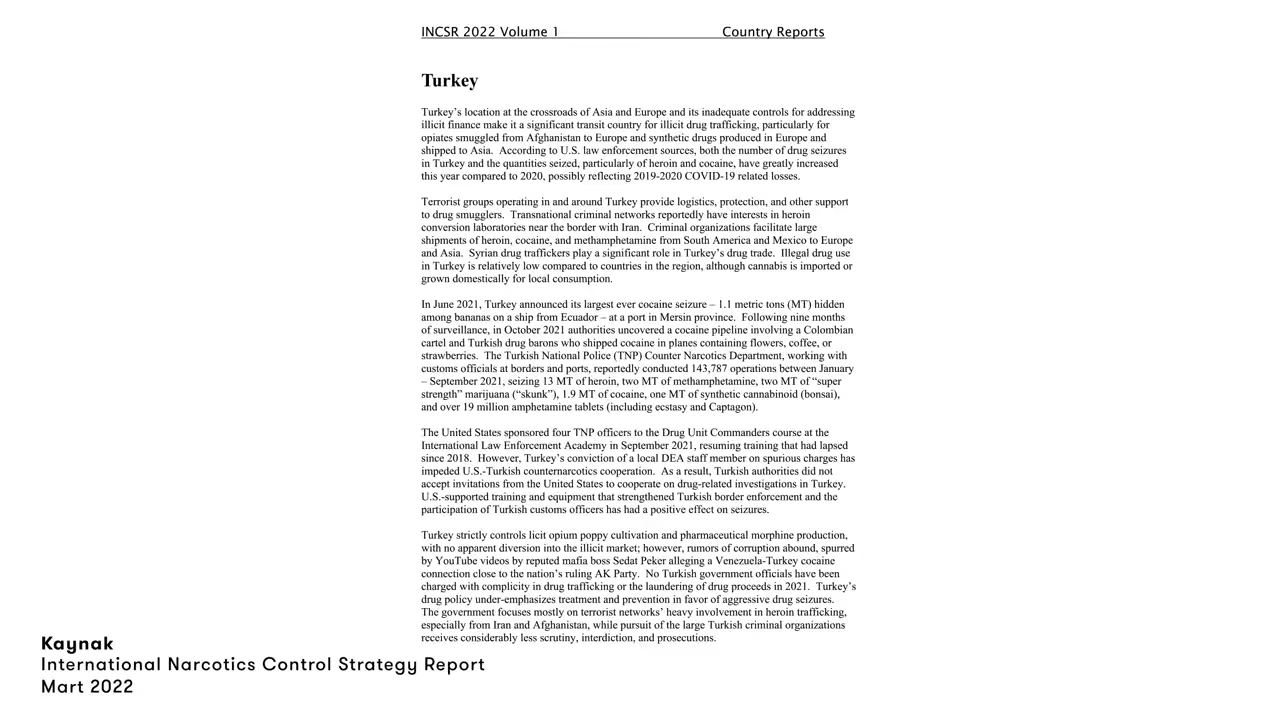 INCSR 2022 Volume 1 Country Reports
Turkey
Turkey's location at the crossroads of Asia and Europe and its inadequate controls for addressing
illicit finance make it a significant transit country for illicit drug trafficking, particularly for
opiates smuggled from Afghanistan to Europe and synthetic drugs produced in Europe and
shipped to Asia.  According to U.S. law enforcement sources, both the number of drug seizures
in Turkey and the quantities seized, particularly of heroin and cocaine, have greatly increased
this year compared to 2020, possibly reflecting 2019-2020 COVID-19 related losses.
Terrorist groups operating in and around Turkey provide logistics, protection, and other support
to drug smugglers.  Transnational criminal networks reportedly have interests in heroin
conversion laboratories near the border with Iran.  Criminal organizations facilitate large
shipments of heroin, cocaine, and methamphetamine from South America and Mexico to Europe
and Asia.  Syrian drug traffickers play a significant role in Turkey's drug trade.  Illegal drug use
in Turkey is relatively low compared to countries in the region, although cannabis is imported or
grown domestically for local consumption.
In June 2021, Turkey announced its largest ever cocaine seizure – 1.1 metric tons (MT) hidden
among bananas on a ship from Ecuador – at a port in Mersin province.  Following nine months
of surveillance, in October 2021 authorities uncovered a cocaine pipeline involving a Colombian
cartel and Turkish drug barons who shipped cocaine in planes containing flowers, coffee, or
strawberries.  The Turkish National Police (TNP) Counter Narcotics Department, working with
customs officials at borders and ports, reportedly conducted 143,787 operations between January
– September 2021, seizing 13 MT of heroin, two MT of methamphetamine, two MT of “super
strength” marijuana (“skunk”), 1.9 MT of cocaine, one MT of synthetic cannabinoid (bonsai),
and over 19 million amphetamine tablets (including ecstasy and Captagon).
The United States sponsored four TNP officers to the Drug Unit Commanders course at the
International Law Enforcement Academy in September 2021, resuming training that had lapsed
since 2018.  However, Turkey's conviction of a local DEA staff member on spurious charges has
impeded U.S.-Turkish counternarcotics cooperation.  As a result, Turkish authorities did not
accept invitations from the United States to cooperate on drug-related investigations in Turkey.
U.S.-supported training and equipment that strengthened Turkish border enforcement and the
participation of Turkish customs officers has had a positive effect on seizures.
Turkey strictly controls licit opium poppy cultivation and pharmaceutical morphine production,
with no apparent diversion into the illicit market; however, rumors of corruption abound, spurred
by YouTube videos by reputed mafia boss Sedat Peker alleging a Venezuela-Turkey cocaine
connection close to the nation's ruling AK Party.  No Turkish government officials have been
charged with complicity in drug trafficking or the laundering of drug proceeds in 2021.  Turkey's
drug policy under-emphasizes treatment and prevention in favor of aggressive drug seizures.
The government focuses mostly on terrorist networks' heavy involvement in heroin trafficking,
especially from Iran and Afghanistan, while pursuit of the large Turkish criminal organizations
receives considerably less scrutiny, interdiction, and prosecutions.
Kaynak
International Narcotics Control Strategy Report
Mart 2022